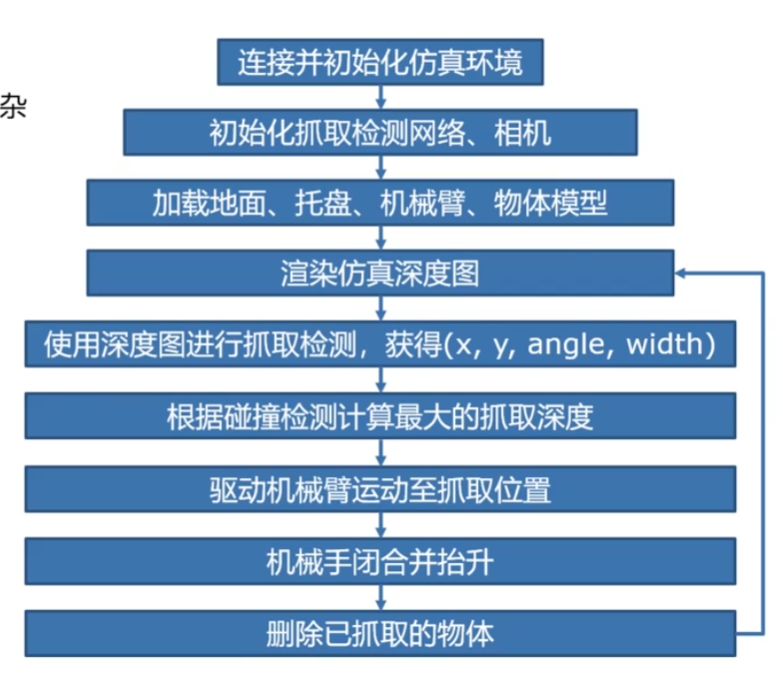 连接并初始化仿真环境
杂
初始化抓取检测网络、相机
加载地面、托盘、机械臂、物体模型
渲染仿真深度图
使用深度图进行抓取检测，获得(x, y, angle, width)
根据碰撞检测计算最大的抓取深度
驱动机械臂运动至抓取位置
机械手闭合并抬升
删除已抓取的物体